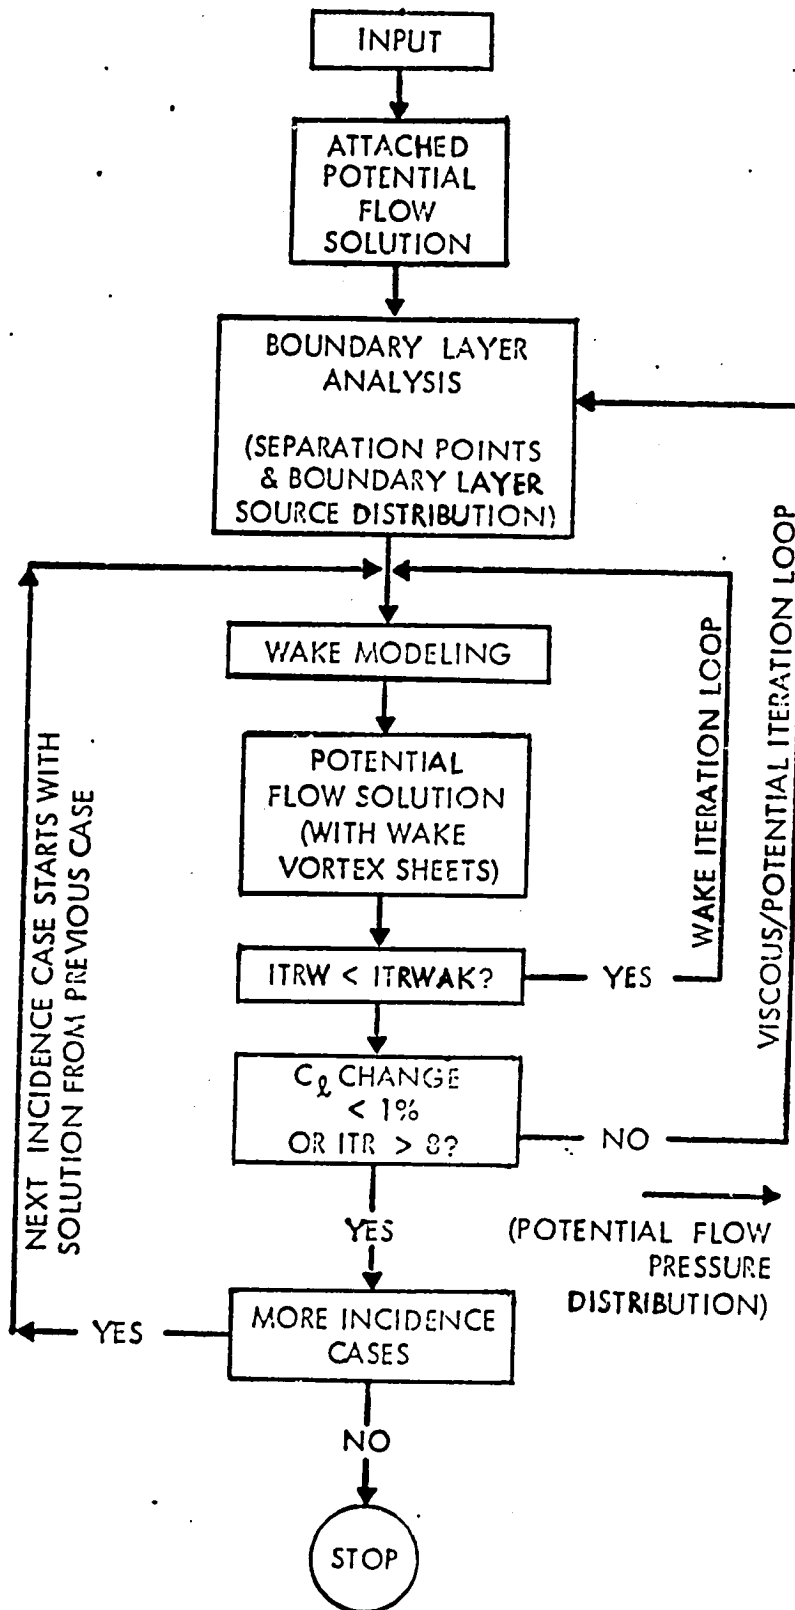 INPUT
ATTACHED
POTENTIAL
FLOW
SOLUTION
BOUNDARY LAYER
ANALYSIS
(SEPARATION POINTS
& BOUNDARY LAYER
SOURCE DISTRIBUTION)
WAKE MODELING
POTENTIAL
FLOW SOLUTION
(WITH WAKE
VORTEX SHEETS)
ITRW < ITRWAK?
YES
WAKE ITERATION LOOP
VISCOUS/POTENTIAL ITERATION LOOP
Cℓ CHANGE
< 1%
OR ITR > 8?
NO
(POTENTIAL FLOW
PRESSURE
DISTRIBUTION)
YES
MORE INCIDENCE
CASES
YES
NEXT INCIDENCE CASE STARTS WITH
SOLUTION FROM PREVIOUS CASE
NO
STOP